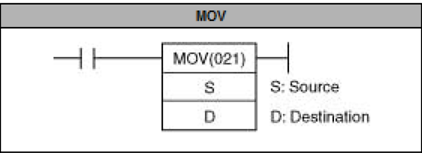 MOV
MOV(021)
S S: Source
D D: Destination